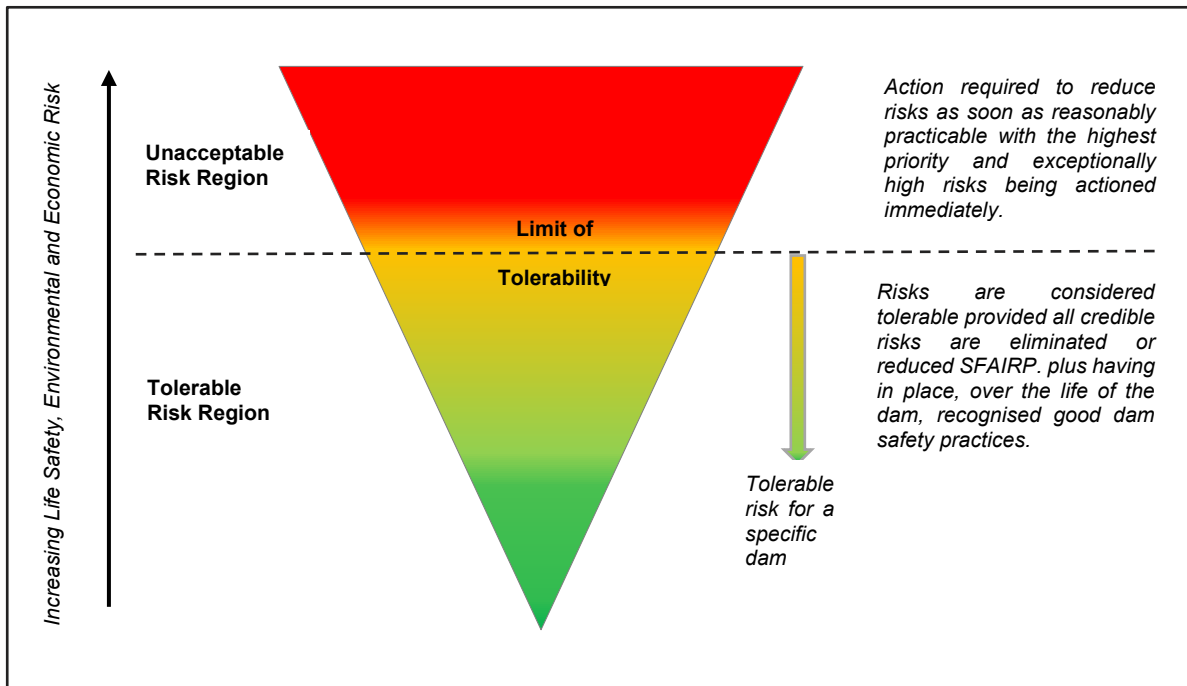 Increasing Life Safety, Environmental and Economic Risk
Unacceptable
Risk Region
Limit of
Tolerability
Tolerable
Risk Region
Action required to reduce
risks as soon as reasonably
practicable with the highest
priority and exceptionally
high risks being actioned
immediately.
Risks are considered
tolerable provided all credible
risks are eliminated or
reduced SFAIRP. plus having
in place, over the life of the
dam, recognised good dam
safety practices.
Tolerable
risk for a
specific
dam